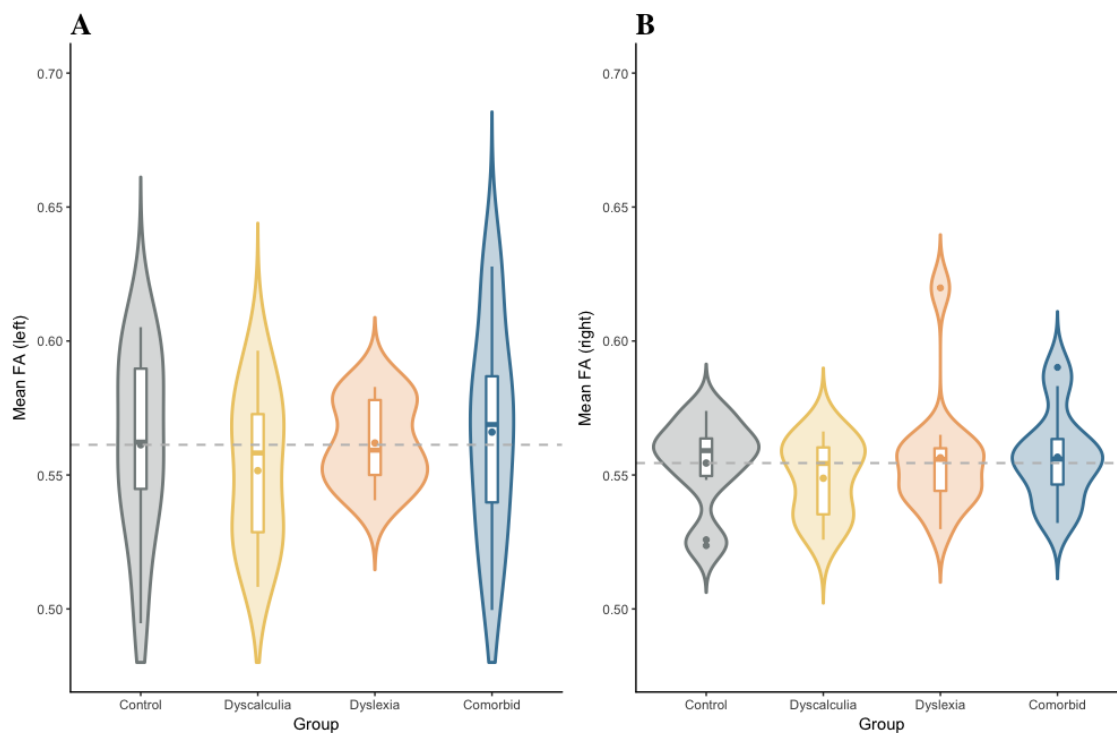 A
Mean FA (left)
0.70
0.65
0.60
0.55
0.50
Control Dyscalculia Dyslexia Comorbid
Group
B
Mean FA (right)
0.70
0.65
0.60
0.55
0.50
Control Dyscalculia Dyslexia Comorbid
Group